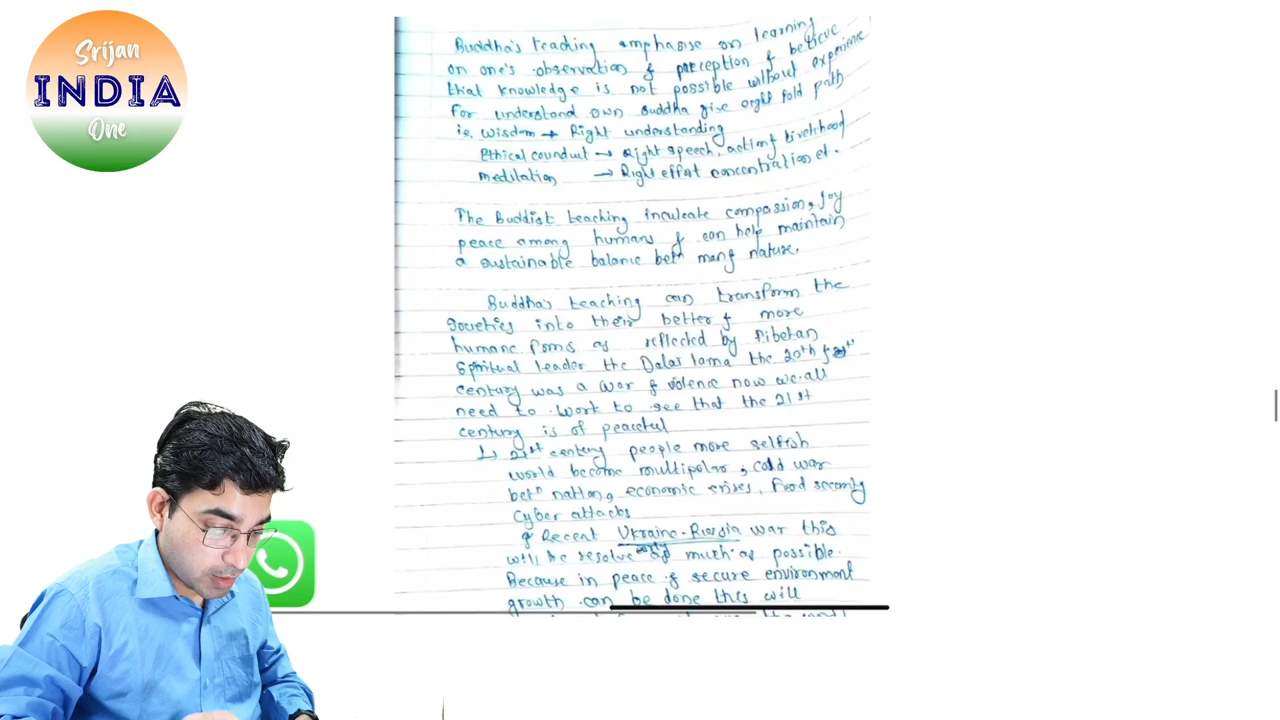 Srijan
INDIA
One
Buddha's teaching emphasise on learning
on one's observation & perception & believe
that knowledge is not possible without experience
For understand own Buddha give eight fold path
ie. Wisdom → Right understanding
Ethical counduct → Right speech, action & livelihood
meditation → Right effort concentration et.
The Buddist teaching inculcate compassion, Joy
peace among humans & can help maintain
a sustainable balance betn man & nature.
Buddha's teaching can transform the
societies into their better & more
humane forms as reflected by Tibetan
Spiritual leader the Dalai lama the 20th &
century was a war & violence now we all
need to work to see that the 21st
century is of peaceful
↳ 21st century people more selfish
world become multipolar, cold war
betn nation, economic crises, Food security
Cyber attacks
& Recent Ukraine-Russia war this
will be resolve early as much as possible.
Because in peace & secure environment
growth can be done this will